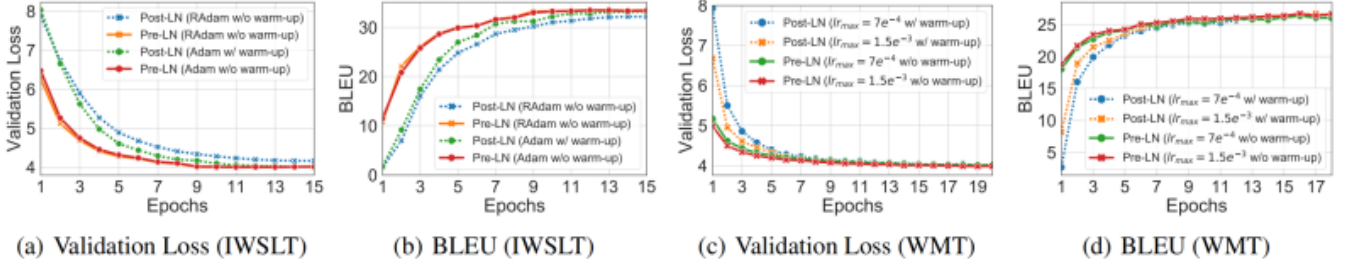 Validation Loss
8
7
6
5
4
Post-LN (RAdam w/o warm-up)
Pre-LN (RAdam w/o warm-up)
Post-LN (Adam w/ warm-up)
Pre-LN (Adam w/o warm-up)
1 3 5 7 9 11 13 15
Epochs
(a) Validation Loss (IWSLT)
BLEU
30
20
10
0
Post-LN (RAdam w/o warm-up)
Pre-LN (RAdam w/o warm-up)
Post-LN (Adam w/ warm-up)
Pre-LN (Adam w/o warm-up)
1 3 5 7 9 11 13 15
Epochs
(b) BLEU (IWSLT)
Validation Loss
8
7
6
5
4
Post-LN (lr_max = 7e⁻⁴ w/ warm-up)
Post-LN (lr_max = 1.5e⁻³ w/ warm-up)
Pre-LN (lr_max = 7e⁻⁴ w/o warm-up)
Pre-LN (lr_max = 1.5e⁻³ w/o warm-up)
1 3 5 7 9 11 13 15 17 19
Epochs
(c) Validation Loss (WMT)
BLEU
25
20
15
10
5
Post-LN (lr_max = 7e⁻⁴ w/ warm-up)
Post-LN (lr_max = 1.5e⁻³ w/ warm-up)
Pre-LN (lr_max = 7e⁻⁴ w/o warm-up)
Pre-LN (lr_max = 1.5e⁻³ w/o warm-up)
1 3 5 7 9 11 13 15 17
Epochs
(d) BLEU (WMT)